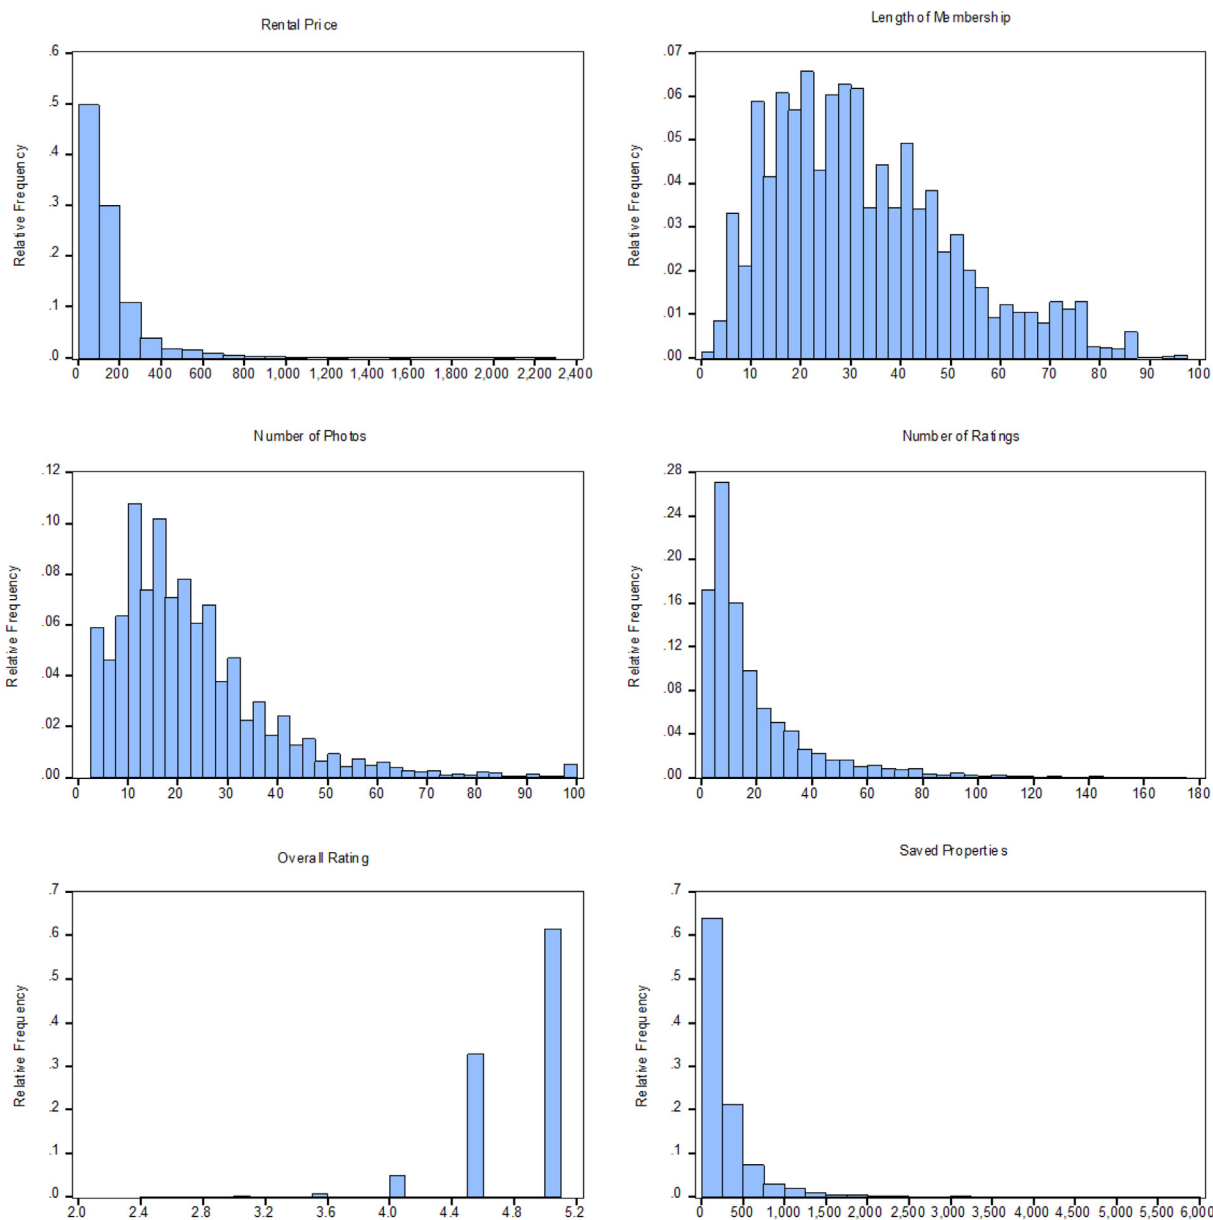 Rental Price
Relative Frequency
.6
.5
.4
.3
.2
.1
.0
0 200 400 600 800 1,000 1,200 1,400 1,600 1,800 2,000 2,200 2,400
Length of Membership
Relative Frequency
.07
.06
.05
.04
.03
.02
.01
.00
0 10 20 30 40 50 60 70 80 90 100
Number of Photos
Relative Frequency
.12
.10
.08
.06
.04
.02
.00
0 10 20 30 40 50 60 70 80 90 100
Number of Ratings
Relative Frequency
.28
.24
.20
.16
.12
.08
.04
.00
0 20 40 60 80 100 120 140 160 180
Overall Rating
Relative Frequency
.7
.6
.5
.4
.3
.2
.1
.0
2.0 2.4 2.8 3.2 3.6 4.0 4.4 4.8 5.2
Saved Properties
Relative Frequency
.7
.6
.5
.4
.3
.2
.1
.0
0 500 1,000 1,500 2,000 2,500 3,000 3,500 4,000 4,500 5,000 5,500 6,000